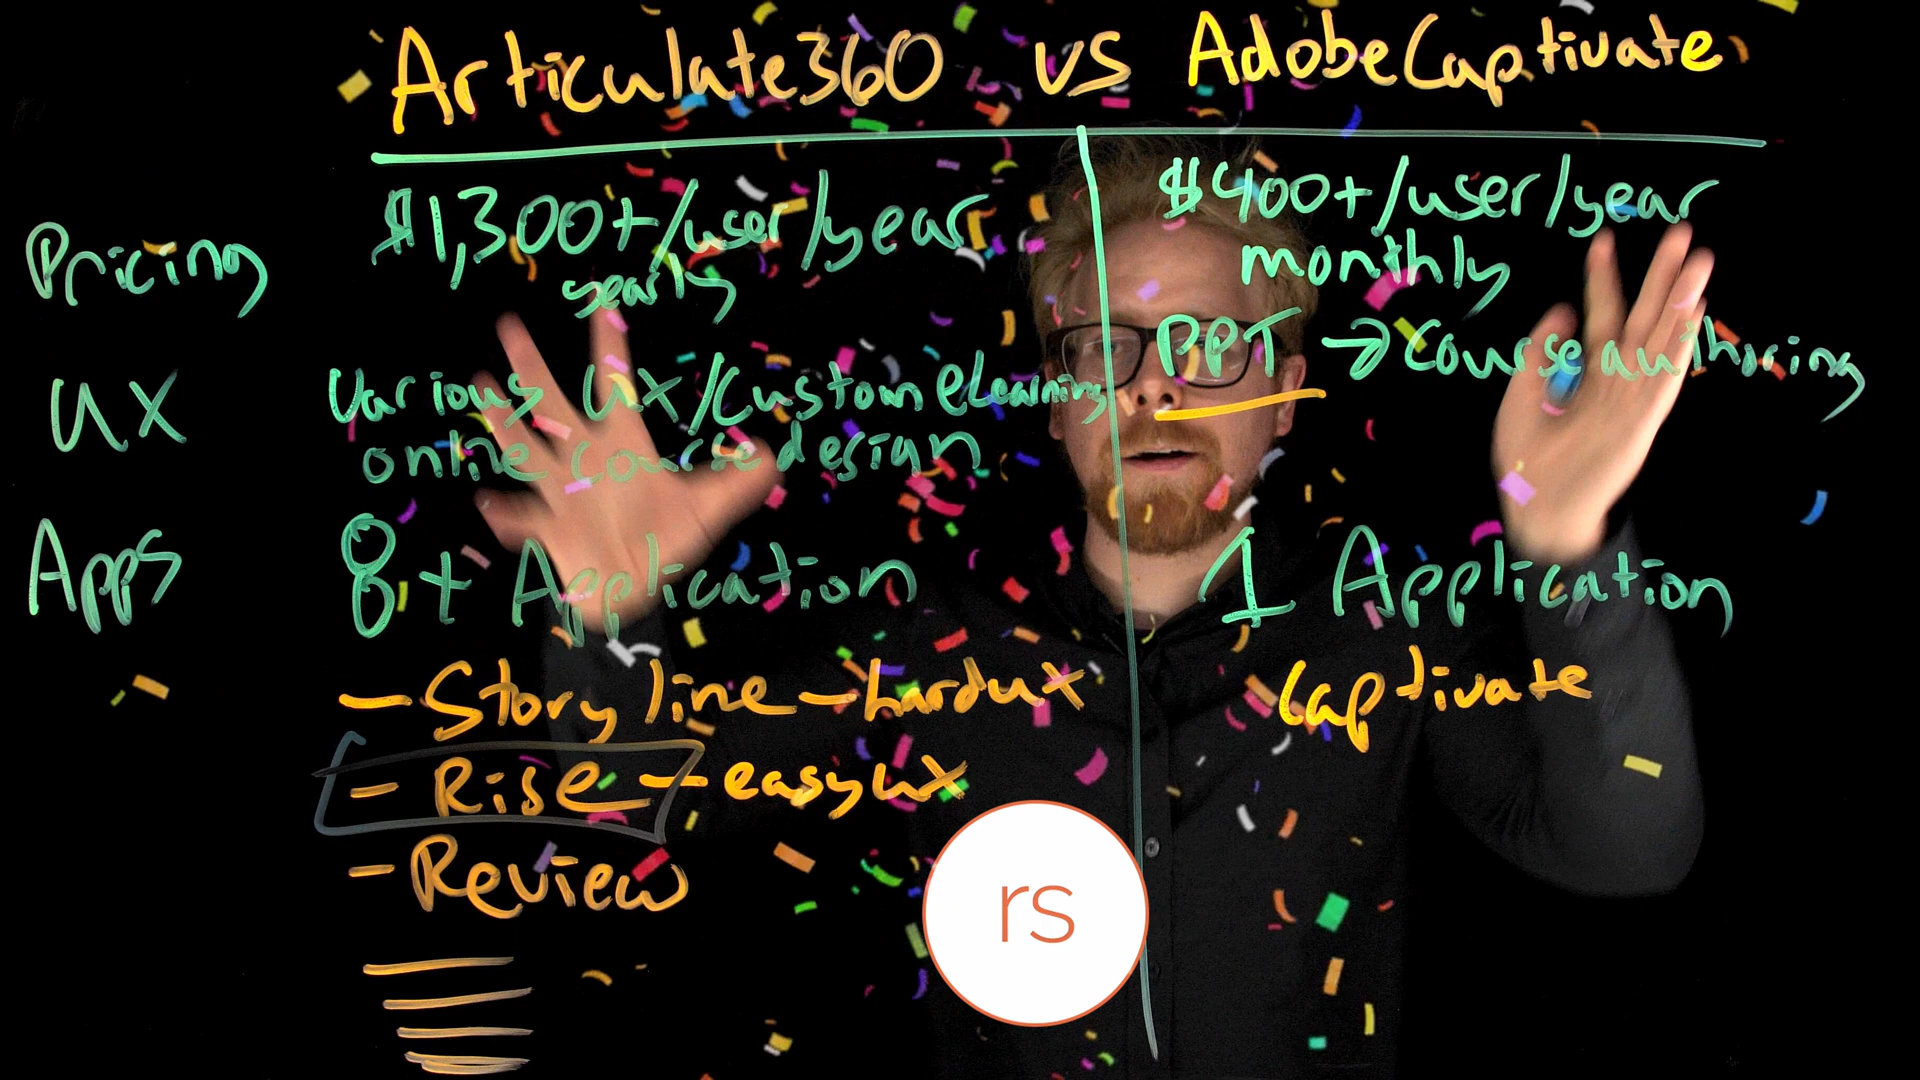 Articulate360 vs AdobeCaptivate
Pricing
$1,300+/user/year
yearly
$400+/user/year
monthly
UX
Various UX/Custom eLearning
online course design
PPT → Course authoring
Apps
8+ Application
1 Application
- Storyline - hard ux
Captivate
- Rise - easy ux
- Review
rs